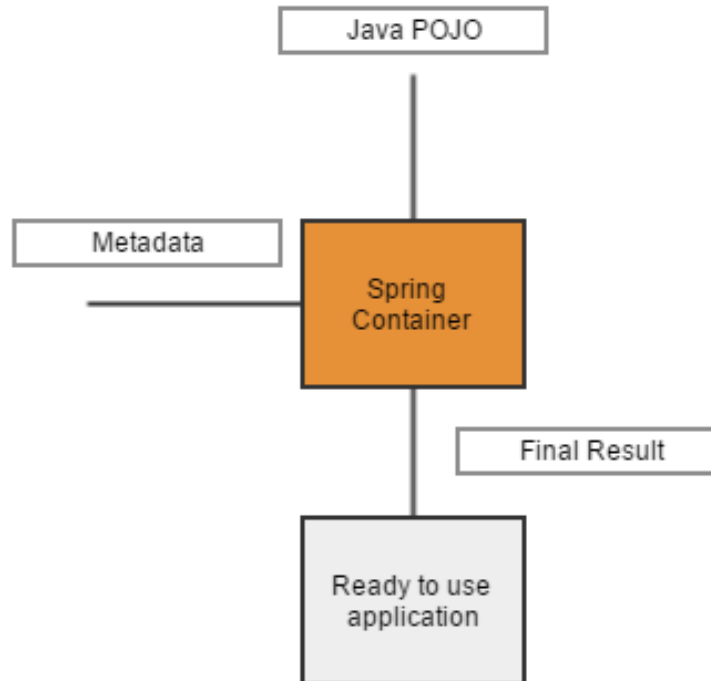 Java POJO
Metadata
Spring
Container
Final Result
Ready to use
application